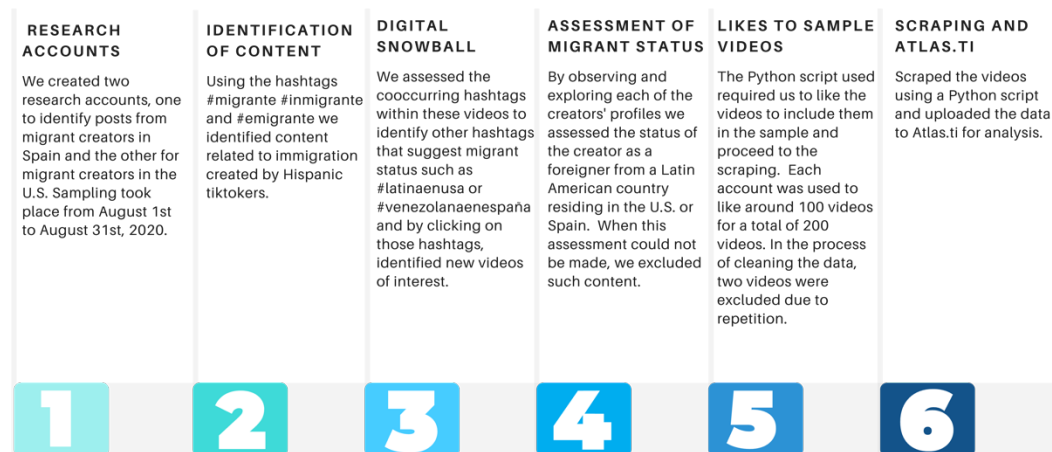 RESEARCH
ACCOUNTS
We created two
research accounts, one
to identify posts from
migrant creators in
Spain and the other for
migrant creators in the
U.S. Sampling took
place from August 1st
to August 31st, 2020.
1
IDENTIFICATION
OF CONTENT
Using the hashtags
#migrante #inmigrante
and #emigrante we
identified content
related to immigration
created by Hispanic
tiktokers.
2
DIGITAL
SNOWBALL
We assessed the
cooccurring hashtags
within these videos to
identify other hashtags
that suggest migrant
status such as
#latinaenusa or
#venezolanaenespaña
and by clicking on
those hashtags,
identified new videos
of interest.
3
ASSESSMENT OF
MIGRANT STATUS
By observing and
exploring each of the
creators' profiles we
assessed the status of
the creator as a
foreigner from a Latin
American country
residing in the U.S. or
Spain. When this
assessment could not
be made, we excluded
such content.
4
LIKES TO SAMPLE
VIDEOS
The Python script used
required us to like the
videos to include them
in the sample and
proceed to the
scraping. Each
account was used to
like around 100 videos
for a total of 200
videos. In the process
of cleaning the data,
two videos were
excluded due to
repetition.
5
SCRAPING AND
ATLAS.TI
Scraped the videos
using a Python script
and uploaded the data
to Atlas.ti for analysis.
6